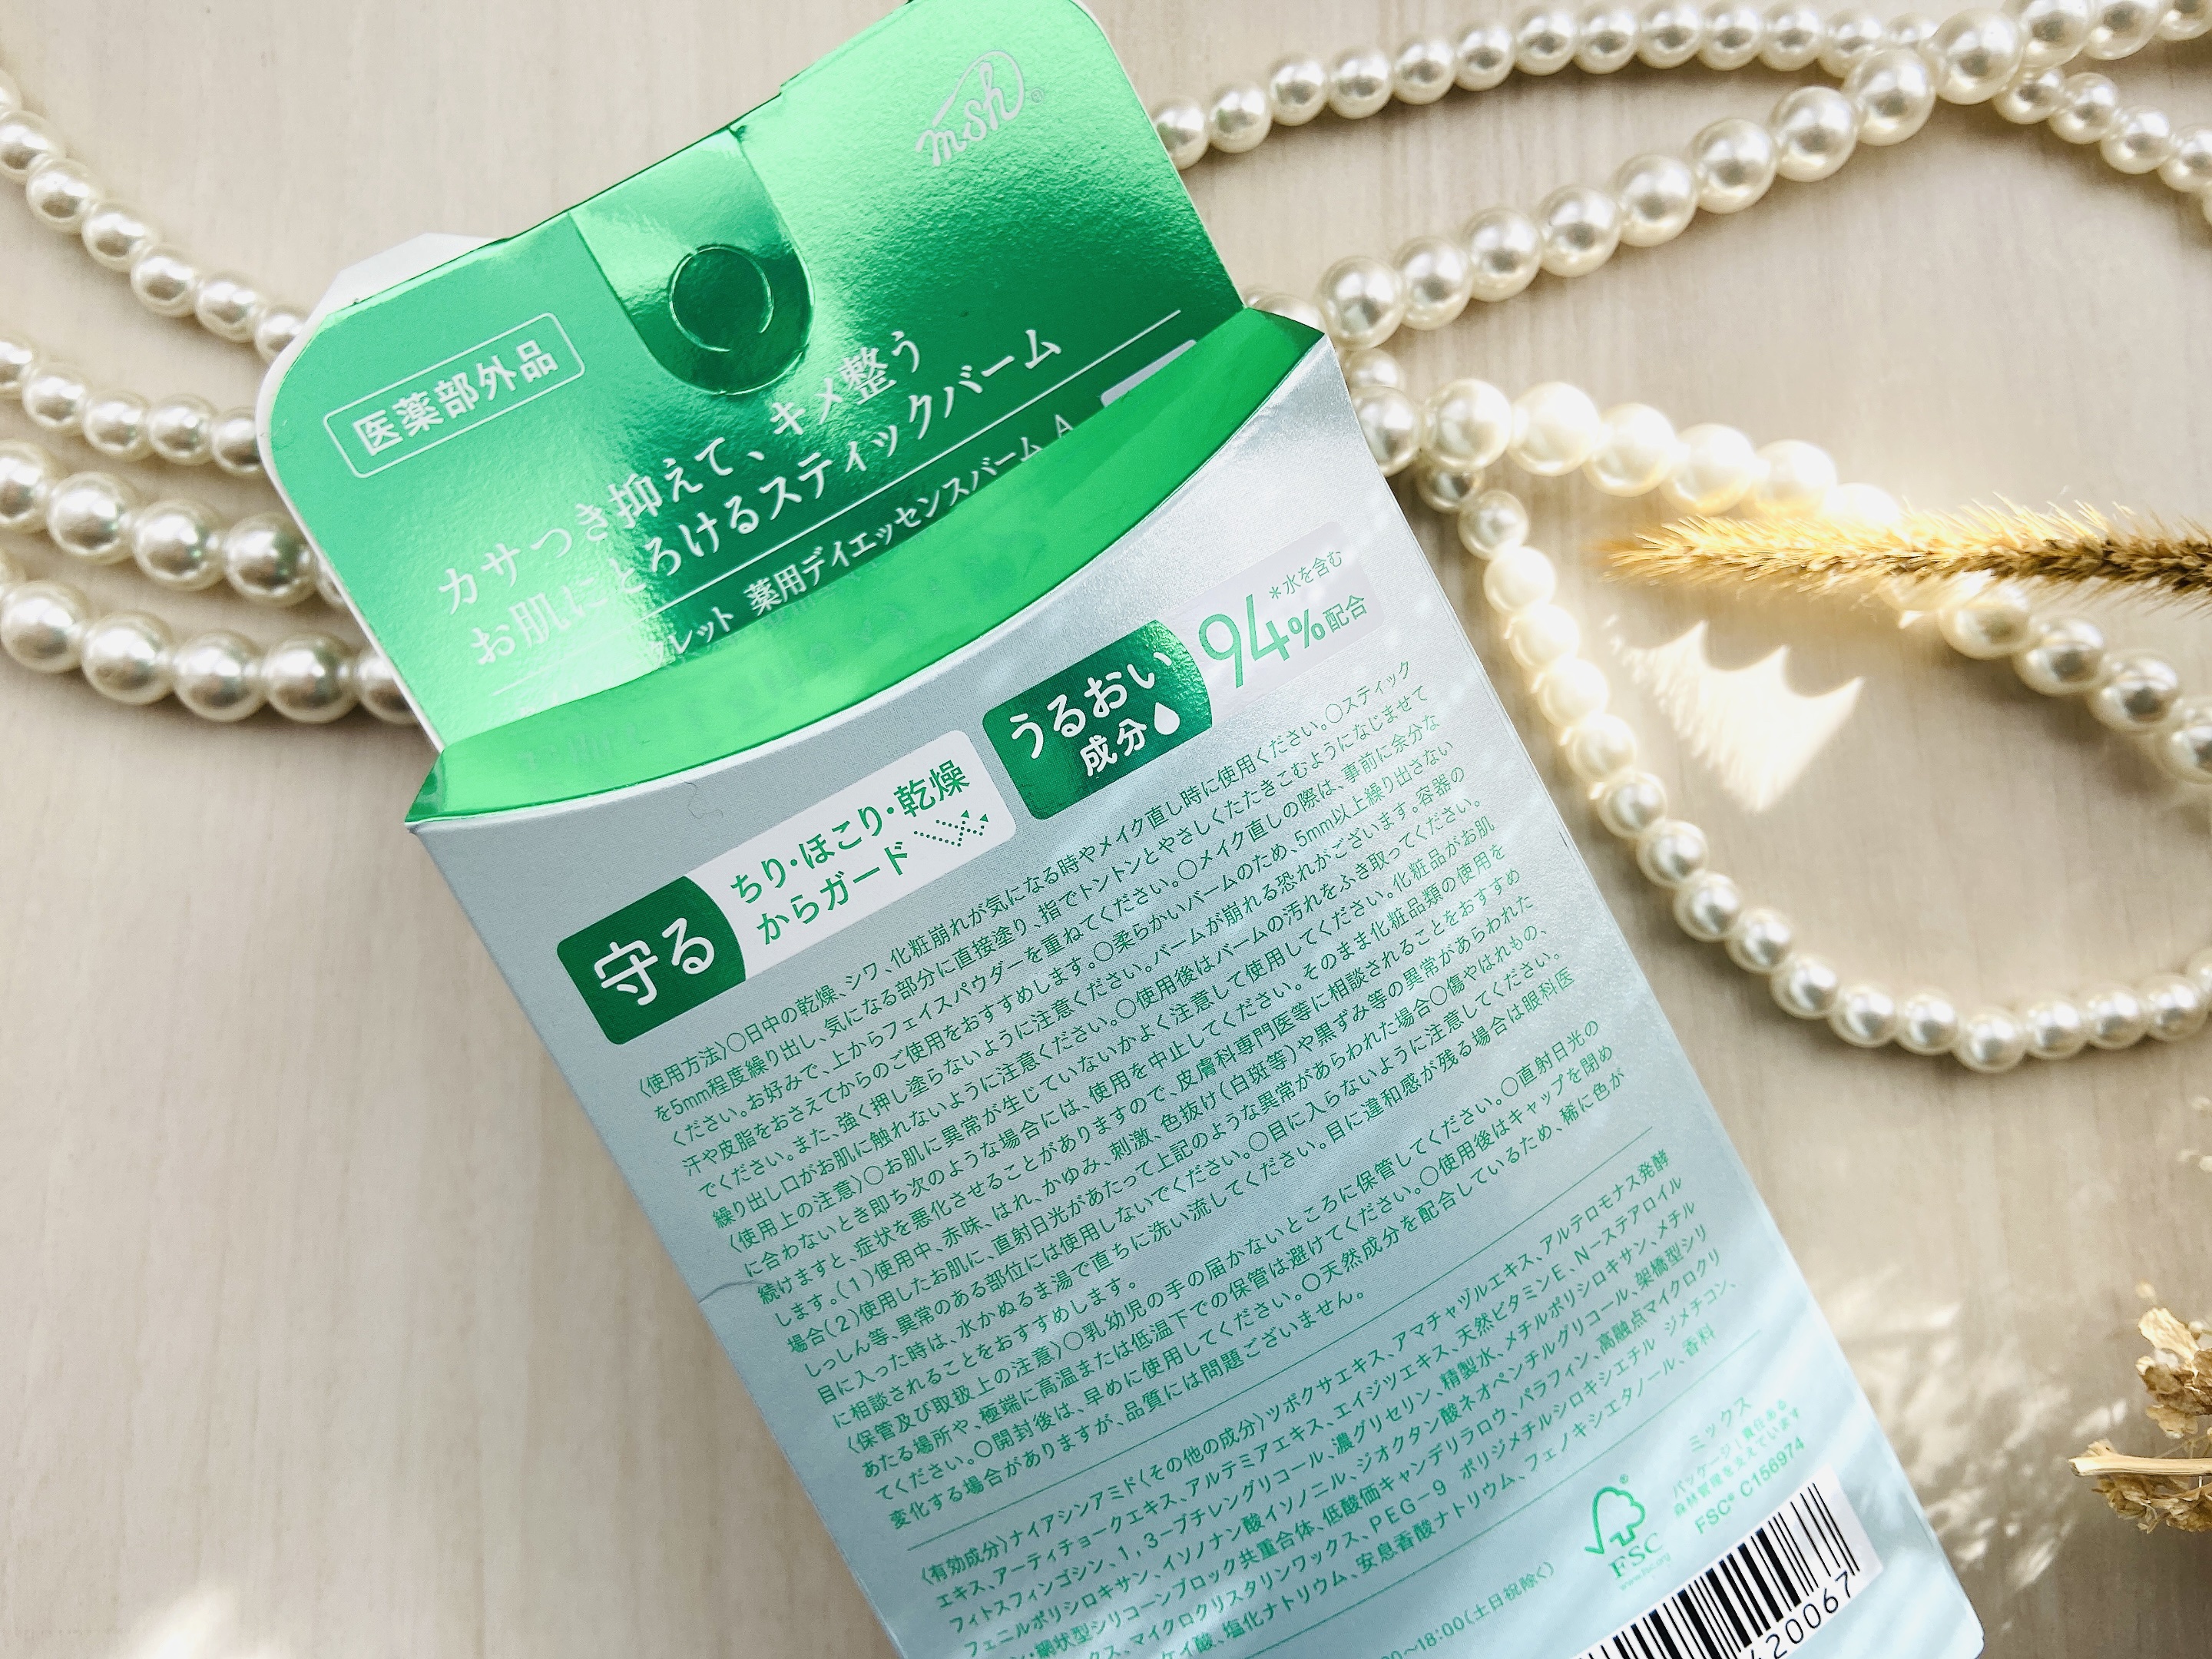 msh®
医薬部外品
カサつき抑えて、キメ整う
お肌にとろけるスティックバーム
レット 薬用デイエッセンスバーム A
守る
ちり・ほこり・乾燥
からガード
うるおい
成分
94%配合
*水を含む
〈使用方法〉○日中の乾燥、シワ、化粧崩れが気になる時やメイク直し時に使用ください。○スティック
を5mm程度繰り出し、気になる部分に直接塗り、指でトントンとやさしくたたきこむようになじませて
ください。お好みで、上からフェイスパウダーを重ねてください。○メイク直しの際は、事前に余分な
汗や皮脂をおさえてからのご使用をおすすめします。○柔らかいバームのため、5mm以上繰り出さない
でください。また、強く押し塗らないように注意ください。バームが崩れる恐れがございます。容器の
繰り出し口がお肌に触れないように注意ください。○使用後はバームの汚れをふき取ってください。
〈使用上の注意〉○お肌に異常が生じていないかよく注意して使用してください。化粧品がお肌
に合わないとき即ち次のような場合には、使用を中止してください。そのまま化粧品類の使用を
続けますと、症状を悪化させることがありますので、皮膚科専門医等に相談されることをおすすめ
します。(1)使用中、赤味、はれ、かゆみ、刺激、色抜け(白斑等)や黒ずみ等の異常があらわれた
場合(2)使用したお肌に、直射日光があたって上記のような異常があらわれた場合○傷やはれもの、
しっしん等、異常のある部位には使用しないでください。○目に入らないように注意してください。
目に入った時は、水かぬるま湯で直ちに洗い流してください。目に違和感が残る場合は眼科医
に相談されることをおすすめします。
〈保管及び取扱上の注意〉○乳幼児の手の届かないところに保管してください。○直射日光の
あたる場所や、極端に高温または低温下での保管は避けてください。○使用後はキャップを閉め
てください。○開封後は、早めに使用してください。○天然成分を配合しているため、稀に色が
変化する場合がありますが、品質には問題ございません。
〈有効成分〉ナイアシンアミド〈その他の成分〉ツボクサエキス、アマチャヅルエキス、アルテロモナス発酵
エキス、アーティチョークエキス、アルテミアエキス、エイジツエキス、天然ビタミンE、N－ステアロイル
フィトスフィンゴシン、1,3－ブチレングリコール、濃グリセリン、精製水、メチルポリシロキサン、メチル
フェニルポリシロキサン、イソノナン酸イソノニル、ジオクタン酸ネオペンチルグリコール、架橋型シリ
ン・網状型シリコーンブロック共重合体、低酸価キャンデリラロウ、パラフィン、高融点マイクロクリ
クス、マイクロクリスタリンワックス、PEG－9 ポリジメチルシロキシエチル ジメチコン、
ケイ酸、塩化ナトリウム、安息香酸ナトリウム、フェノキシエタノール、香料
00～18:00(土日祝除く)
FSC
www.fsc.org
ミックス
パッケージ｜責任ある
森林管理を支えています
FSC® C156974
420067